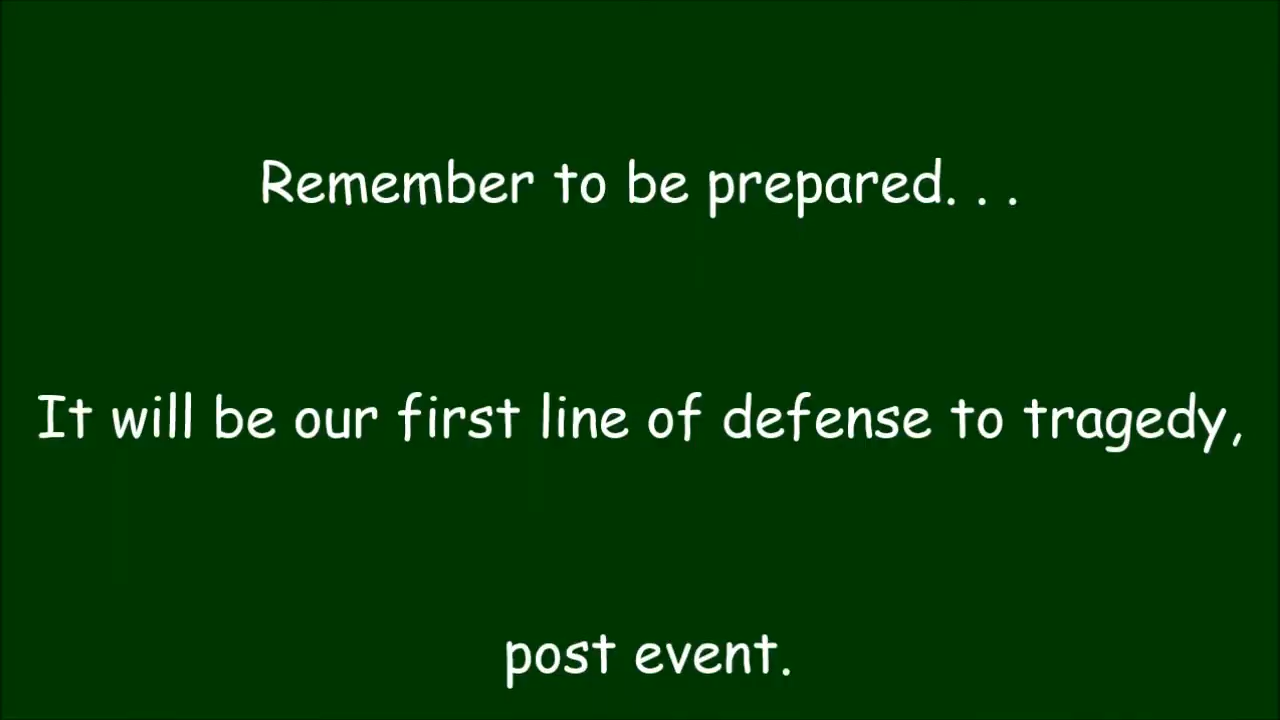 Remember to be prepared. . .
It will be our first line of defense to tragedy,
post event.